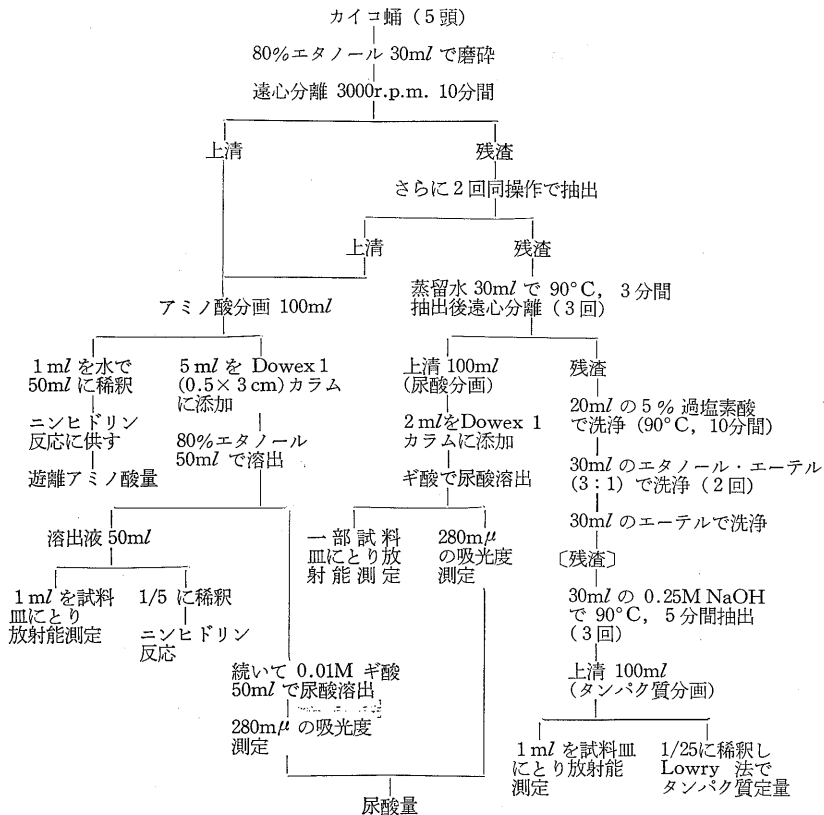 カイコ蛹(5頭)
80%エタノール 30mlで磨砕
遠心分離 3000r.p.m. 10分間
上清
残渣
さらに2回同操作で抽出
上清
残渣
アミノ酸分画 100ml
蒸留水 30mlで 90°C, 3分間
抽出後遠心分離(3回)
1mlを水で
50mlに稀釈
ニンヒドリン
反応に供す
遊離アミノ酸量
5mlを Dowex 1
(0.5×3cm)カラム
に添加
80%エタノール
50mlで溶出
上清 100ml
(尿酸分画)
2mlをDowex 1
カラムに添加
ギ酸で尿酸溶出
残渣
20mlの5%過塩素酸
で洗浄(90°C, 10分間)
30mlのエタノール・エーテル
(3:1)で洗浄(2回)
30mlのエーテルで洗浄
〔残渣〕
30mlの 0.25M NaOH
で 90°C, 5分間抽出
(3回)
上清 100ml
(タンパク質分画)
溶出液 50ml
1mlを試料
皿にとり
放射能測定
1/5に稀釈
ニンヒドリン
反応
一部試料
皿にとり放
射能測定
280mμ
の吸光度
測定
続いて 0.01M ギ酸
50mlで尿酸溶出
280mμの吸光度
測定
1mlを試料皿
にとり放射能
測定
1/25に稀釈し
Lowry 法で
タンパク質定量
尿酸量